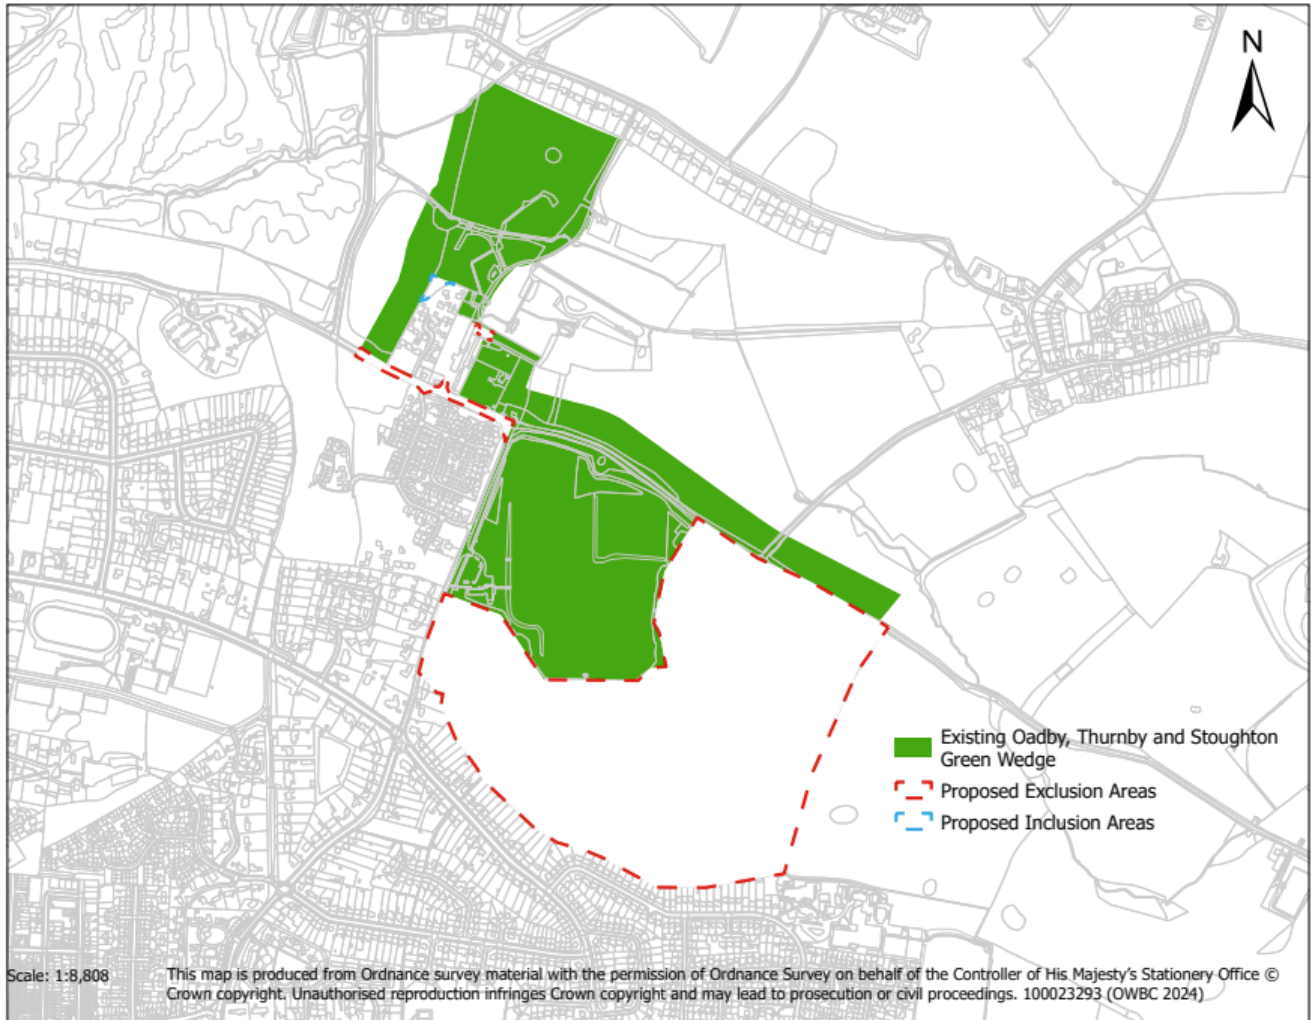 N
Existing Oadby, Thurnby and Stoughton
Green Wedge
Proposed Exclusion Areas
Proposed Inclusion Areas
Scale: 1:8,808
This map is produced from Ordnance survey material with the permission of Ordnance Survey on behalf of the Controller of His Majesty's Stationery Office ©
Crown copyright. Unauthorised reproduction infringes Crown copyright and may lead to prosecution or civil proceedings. 100023293 (OWBC 2024)